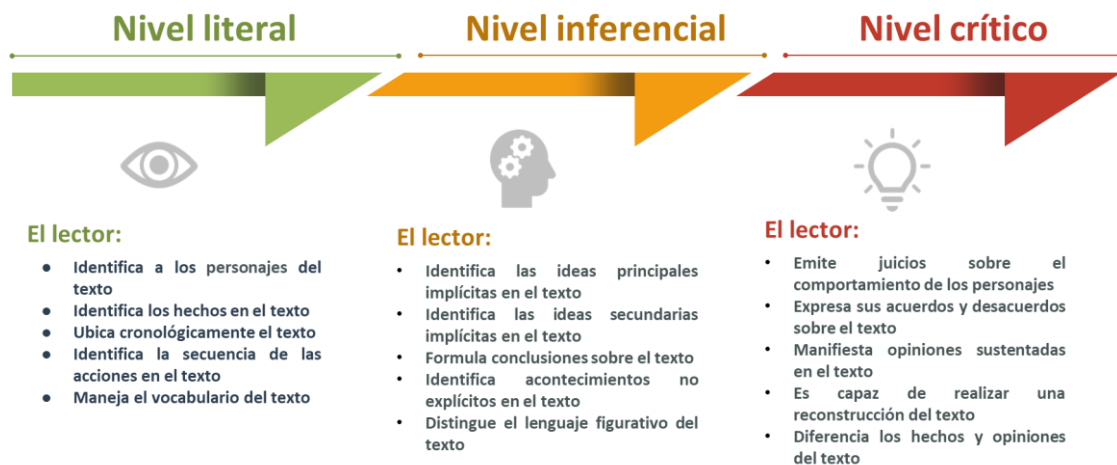 Nivel literal
Nivel inferencial
Nivel crítico
El lector:
● Identifica a los personajes del
texto
● Identifica los hechos en el texto
● Ubica cronológicamente el texto
● Identifica la secuencia de las
acciones en el texto
● Maneja el vocabulario del texto
El lector:
• Identifica las ideas principales
implícitas en el texto
• Identifica las ideas secundarias
implícitas en el texto
• Formula conclusiones sobre el texto
• Identifica acontecimientos no
explícitos en el texto
• Distingue el lenguaje figurativo del
texto
El lector:
• Emite juicios sobre el
comportamiento de los personajes
• Expresa sus acuerdos y desacuerdos
sobre el texto
• Manifiesta opiniones sustentadas
en el texto
• Es capaz de realizar una
reconstrucción del texto
• Diferencia los hechos y opiniones
del texto